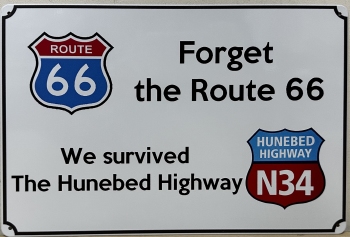 ROUTE
66
Forget
the Route 66
We survived
The Hunebed Highway
HUNEBED
HIGHWAY
N34